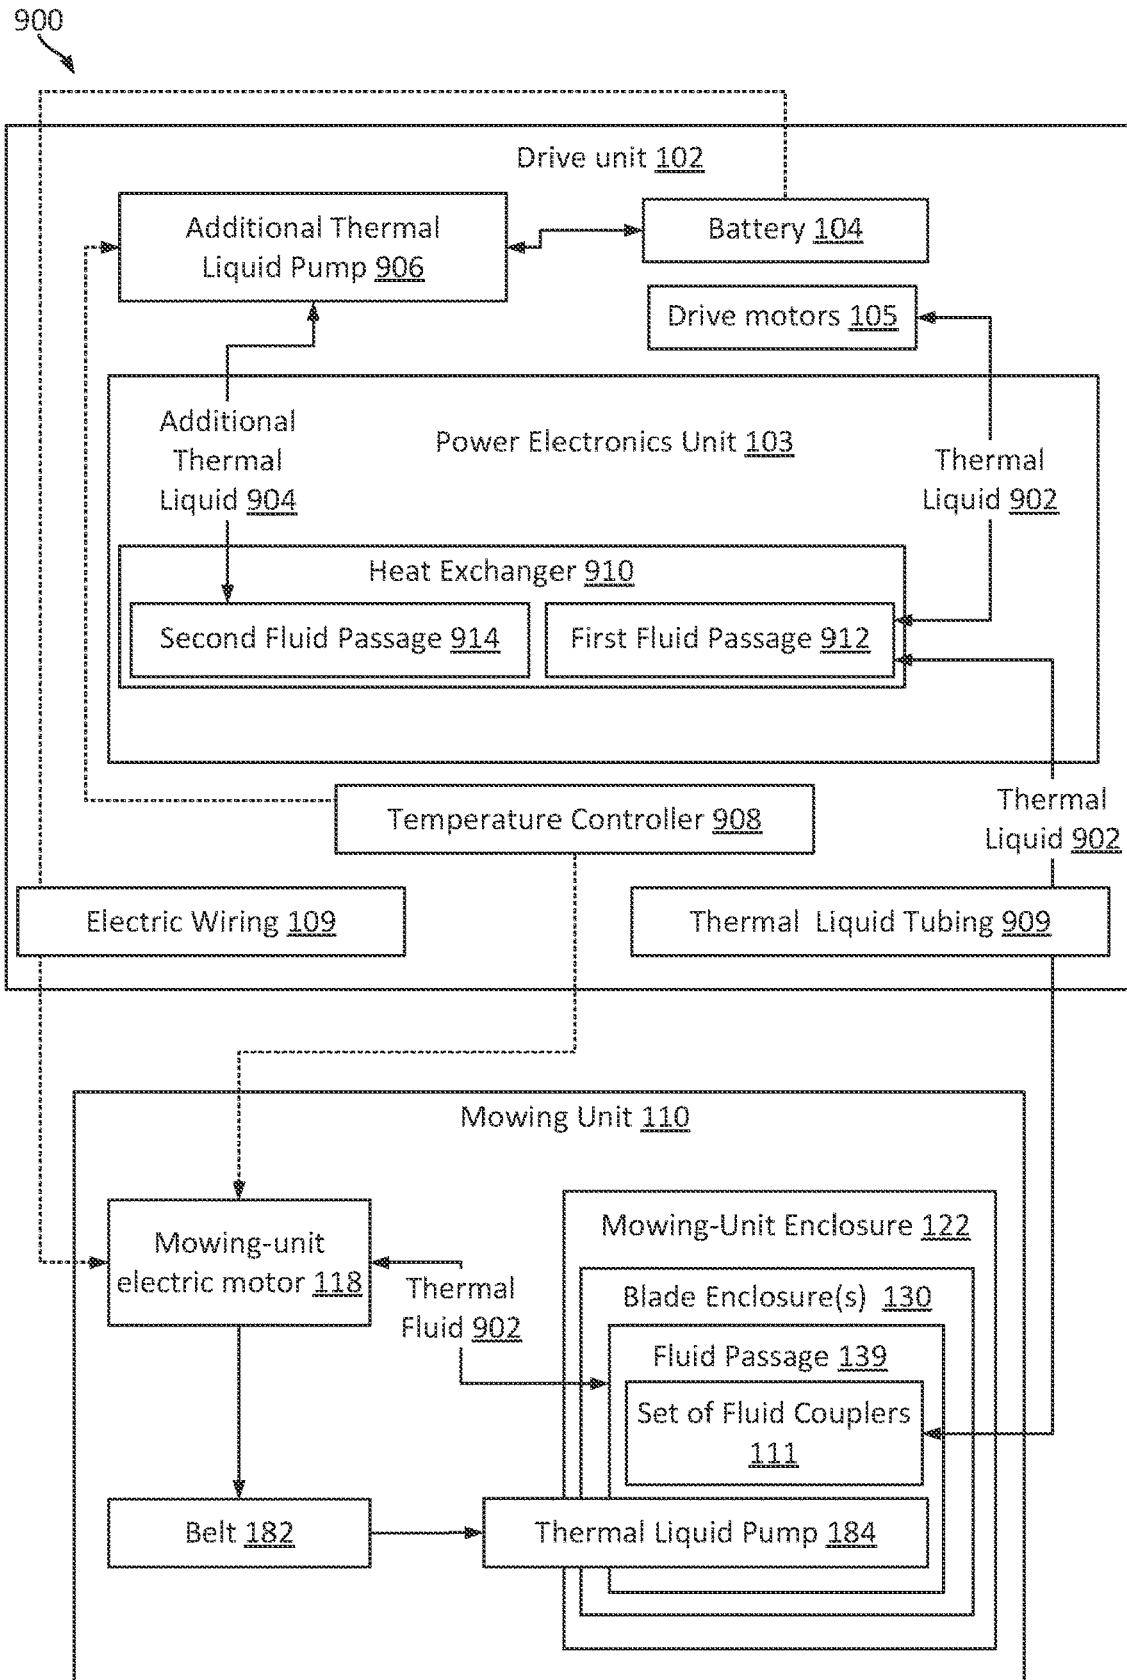 900
Drive unit 102
Additional Thermal
Liquid Pump 906
Battery 104
Drive motors 105
Additional
Thermal
Liquid 904
Power Electronics Unit 103
Thermal
Liquid 902
Heat Exchanger 910
Second Fluid Passage 914
First Fluid Passage 912
Temperature Controller 908
Thermal
Liquid 902
Electric Wiring 109
Thermal Liquid Tubing 909
Mowing Unit 110
Mowing-unit
electric motor 118
Thermal
Fluid 902
Mowing-Unit Enclosure 122
Blade Enclosure(s) 130
Fluid Passage 139
Set of Fluid Couplers
111
Belt 182
Thermal Liquid Pump 184